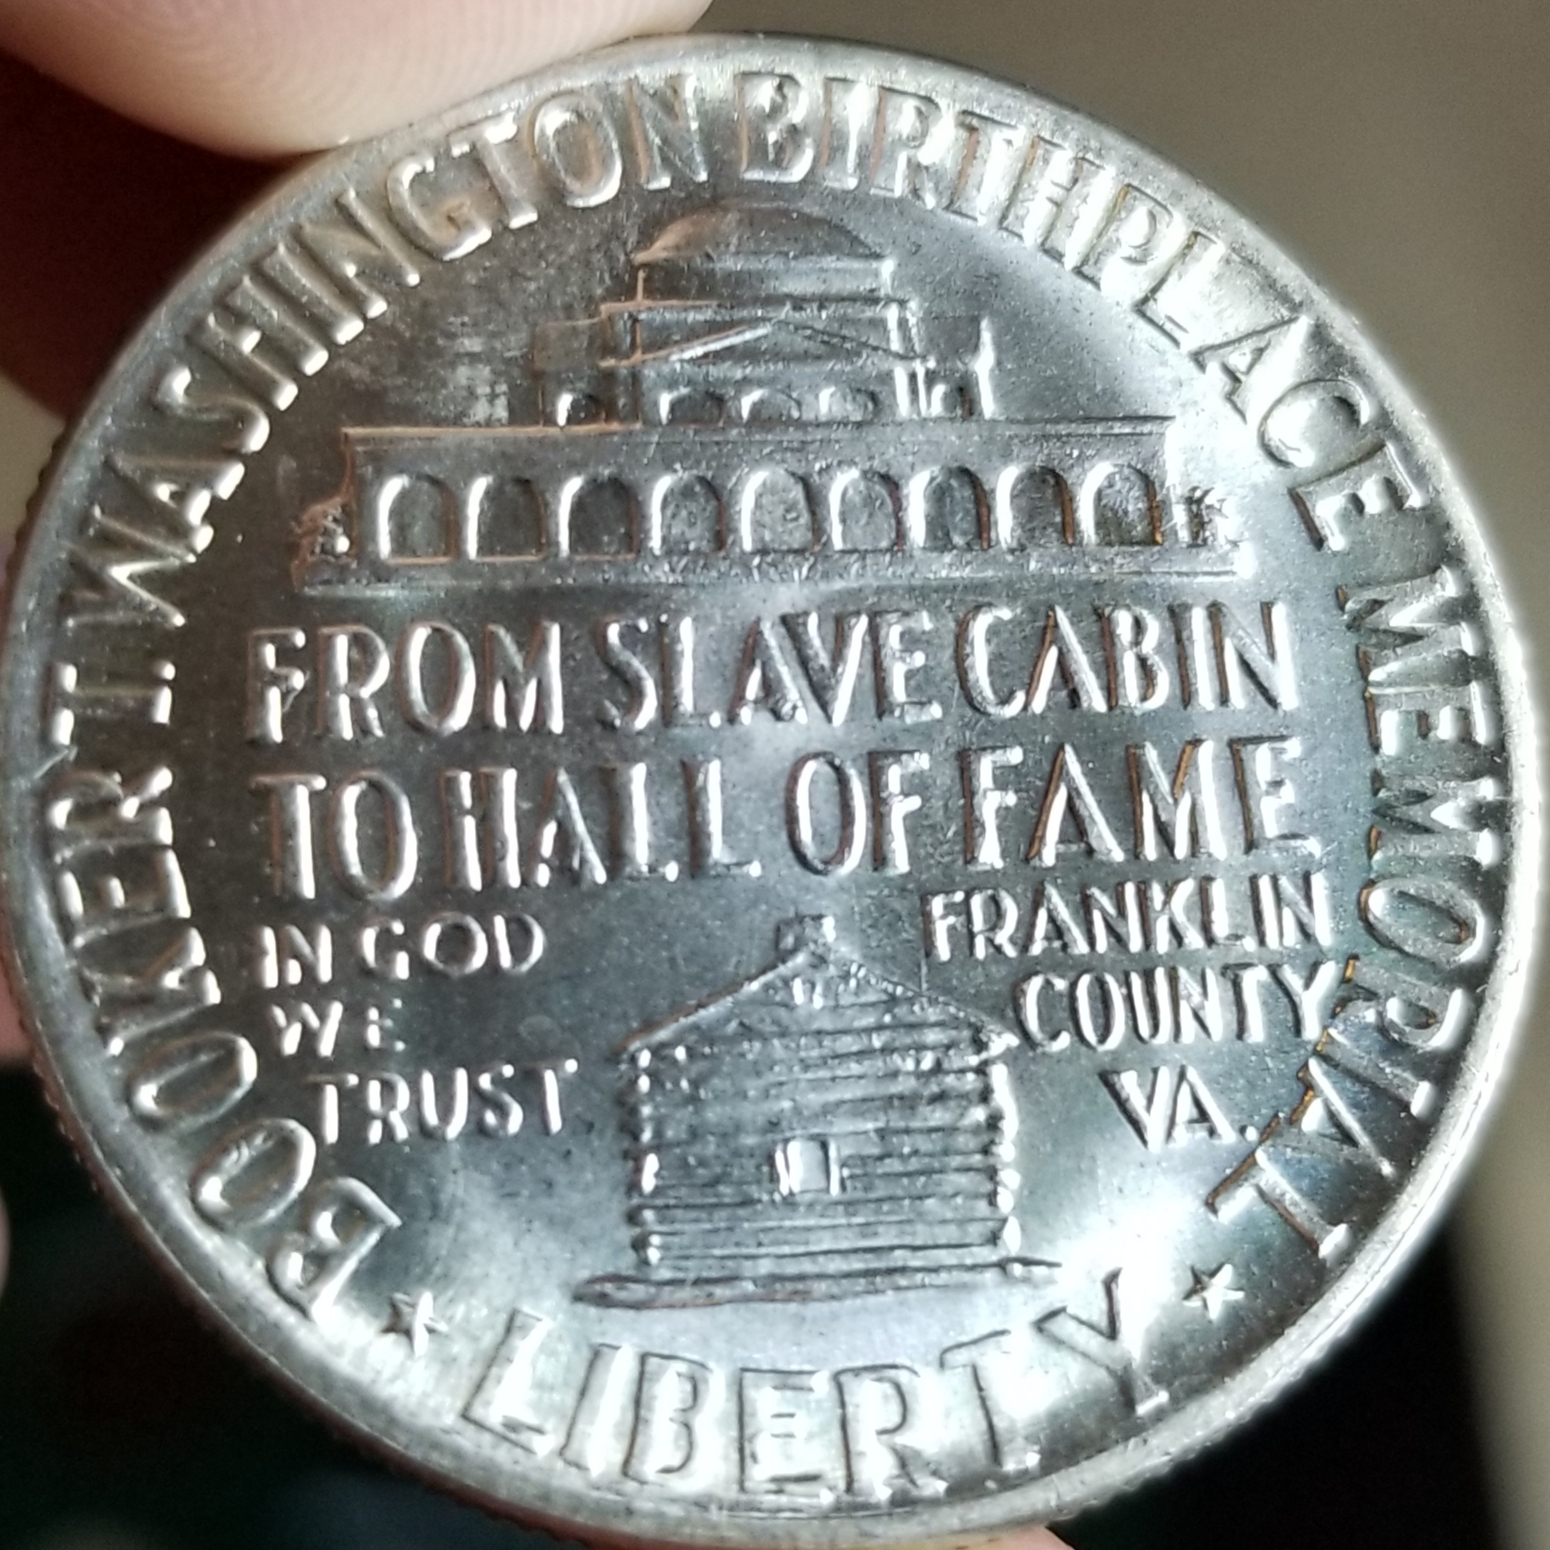 BOOKER T. WASHINGTON BIRTHPLACE MEMORIAL
FROM SLAVE CABIN
TO HALL OF FAME
IN GOD
WE
TRUST
FRANKLIN
COUNTY
VA.
LIBERTY